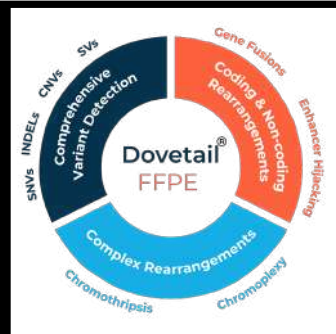 SNVs INDELs CNVs SVs
Comprehensive
Variant Detection
Gene Fusions
Enhancer Hijacking
Coding & Non-coding
Rearrangements
Dovetail®
FFPE
Complex Rearrangements
Chromothripsis
Chromoplexy